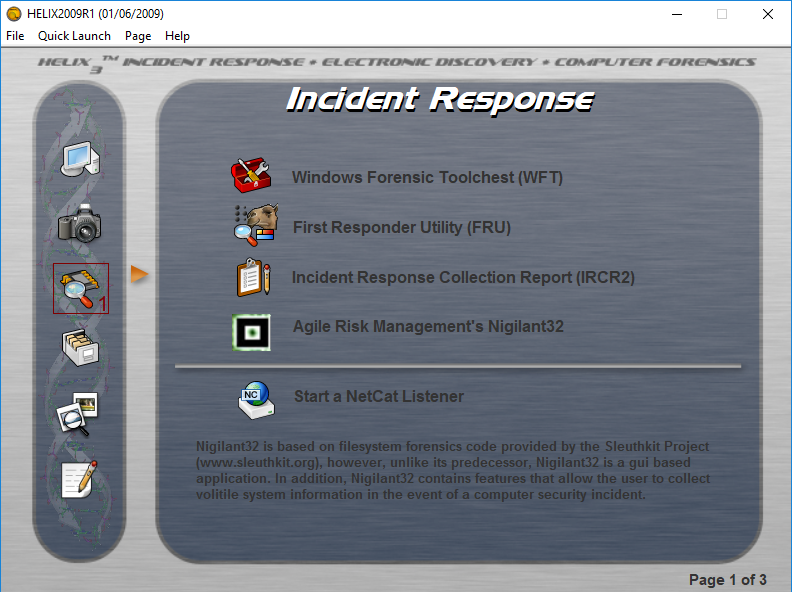 HELIX2009R1 (01/06/2009)
File Quick Launch Page Help
HELIX3™ INCIDENT RESPONSE • ELECTRONIC DISCOVERY • COMPUTER FORENSICS
Incident Response
Windows Forensic Toolchest (WFT)
First Responder Utility (FRU)
1
Incident Response Collection Report (IRCR2)
Agile Risk Management's Nigilant32
NC
Start a NetCat Listener
Nigilant32 is based on filesystem forensics code provided by the Sleuthkit Project
(www.sleuthkit.org), however, unlike its predecessor, Nigilant32 is a gui based
application. In addition, Nigilant32 contains features that allow the user to collect
volitile system information in the event of a computer security incident.
Page 1 of 3